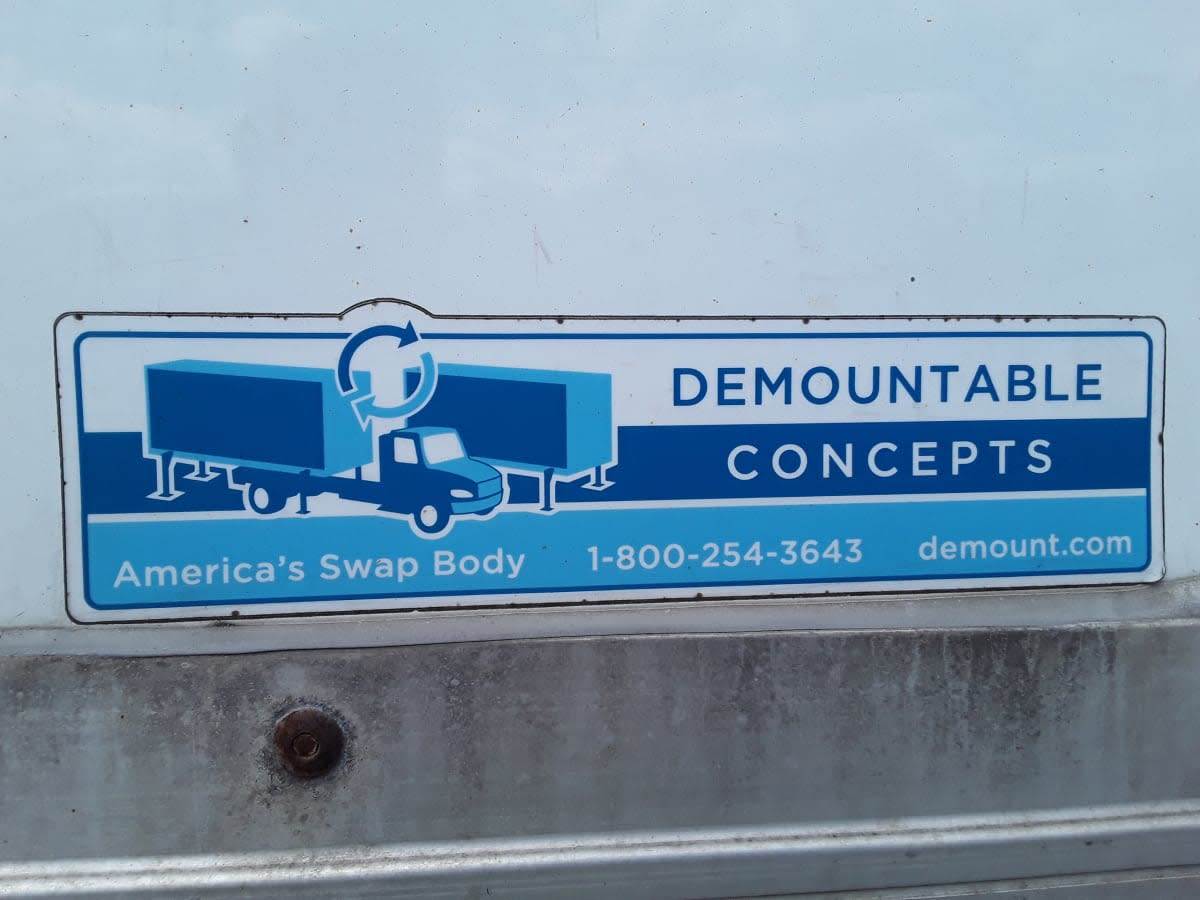 DEMOUNTABLE
CONCEPTS
America's Swap Body 1-800-254-3643 demount.com